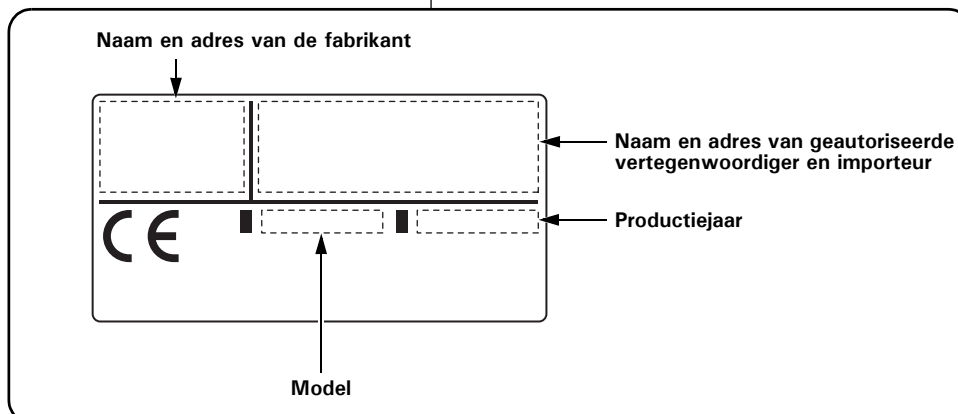 Naam en adres van de fabrikant
Naam en adres van geautoriseerde
vertegenwoordiger en importeur
CE
Productiejaar
Model